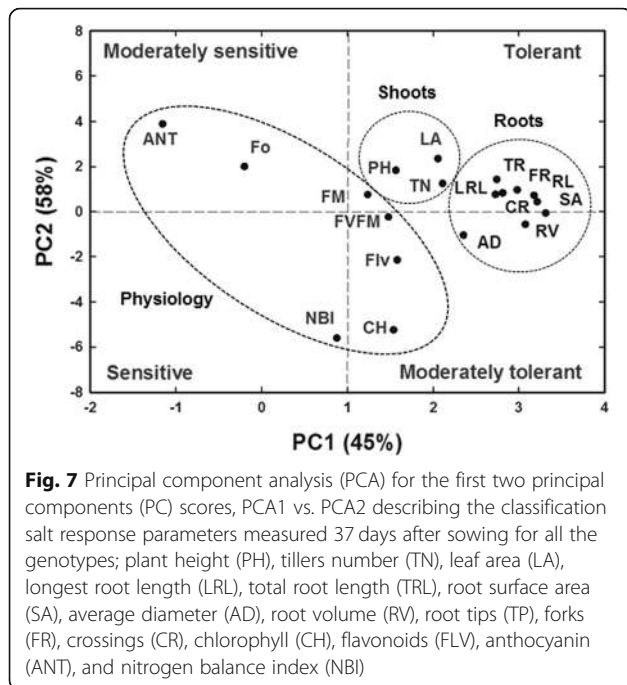 8
6
4
2
0
-2
-4
-6
-8
PC2 (58%)
Moderately sensitive
Tolerant
Shoots
Roots
ANT
Fo
LA
PH
TN
TR
FR
RL
LRL
SA
CR
FM
FVFM
RV
AD
Flv
Physiology
NBI
CH
Sensitive
Moderately tolerant
-2 -1 0 1 2 3 4
PC1 (45%)
Fig. 7 Principal component analysis (PCA) for the first two principal
components (PC) scores, PCA1 vs. PCA2 describing the classification
salt response parameters measured 37 days after sowing for all the
genotypes; plant height (PH), tillers number (TN), leaf area (LA),
longest root length (LRL), total root length (TRL), root surface area
(SA), average diameter (AD), root volume (RV), root tips (TP), forks
(FR), crossings (CR), chlorophyll (CH), flavonoids (FLV), anthocyanin
(ANT), and nitrogen balance index (NBI)